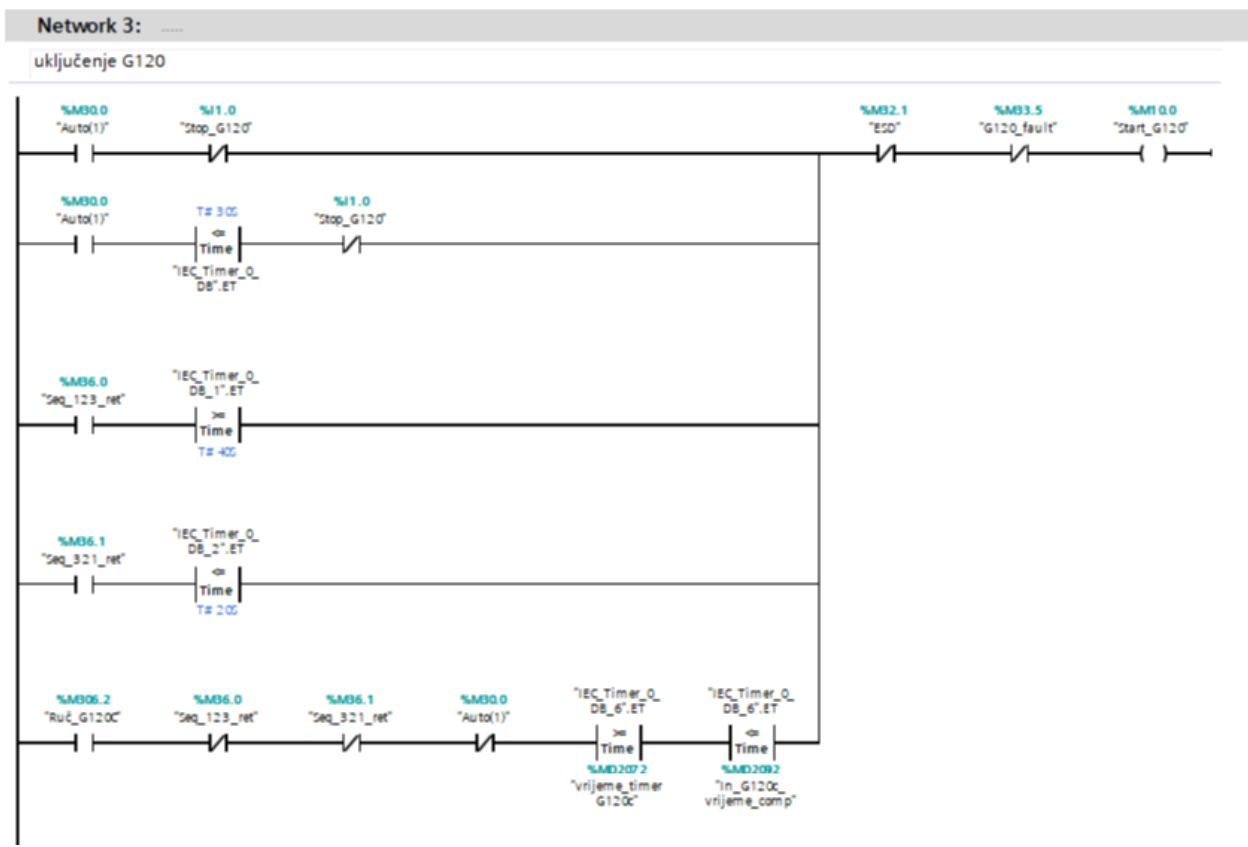 Network 3: .....
uključenje G120
%M30.0 %I1.0 %M32.1 %M33.5 %M10.0
"Auto(1)" "Stop_G120" "ESD" "G120_fault" "Start_G120"
%M30.0 T# 30S %I1.0
"Auto(1)" <= "Stop_G120"
Time
"IEC_Timer_0_
DB".ET
%M36.0 "IEC_Timer_0_
"Seq_123_ret" DB_1".ET
>=
Time
T# 40S
%M36.1 "IEC_Timer_0_
"Seq_321_ret" DB_2".ET
<=
Time
T# 20S
%M306.2 %M36.0 %M36.1 %M30.0 "IEC_Timer_0_ "IEC_Timer_0_
"Ruč_G120C" "Seq_123_ret" "Seq_321_ret" "Auto(1)" DB_6".ET DB_6".ET
>= <=
Time Time
%MD2072 %MD2092
"vrijeme_timer "In_G120c_
G120c" vrijeme_comp"